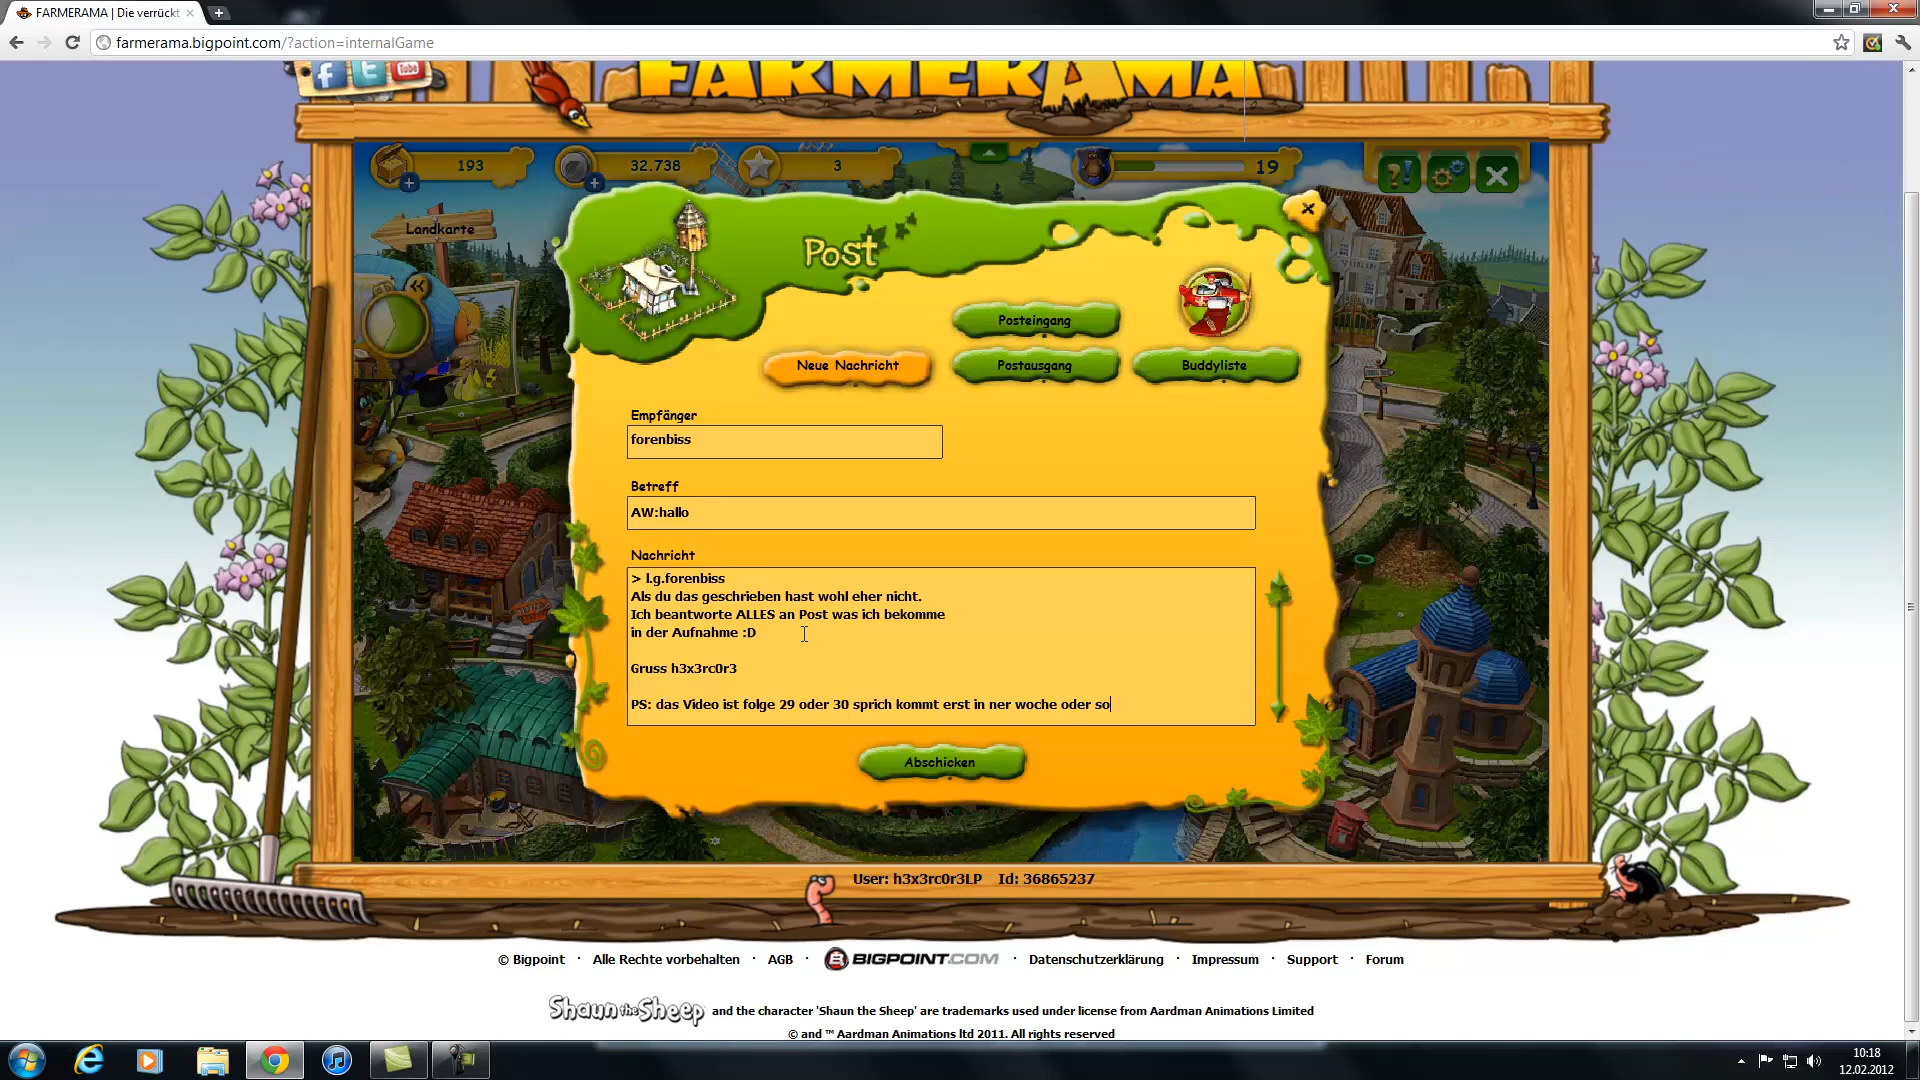 FARMERAMA | Die verrückt
farmerama.bigpoint.com/?action=internalGame
You Tube
FARMERAMA
193
32.738
3
19
Landkarte
Post
Posteingang
Neue Nachricht
Postausgang
Buddyliste
Empfänger
forenbiss
Betreff
AW:hallo
Nachricht
> l.g.forenbiss
Als du das geschrieben hast wohl eher nicht.
Ich beantworte ALLES an Post was ich bekomme
in der Aufnahme :D
Gruss h3x3rc0r3
PS: das Video ist folge 29 oder 30 sprich kommt erst in ner woche oder so
Abschicken
User: h3x3rc0r3LP Id: 36865237
© Bigpoint · Alle Rechte vorbehalten · AGB · BIGPOINT.COM · Datenschutzerklärung · Impressum · Support · Forum
Shaun the Sheep and the character 'Shaun the Sheep' are trademarks used under license from Aardman Animations Limited
© and ™ Aardman Animations ltd 2011. All rights reserved
10:18
12.02.2012